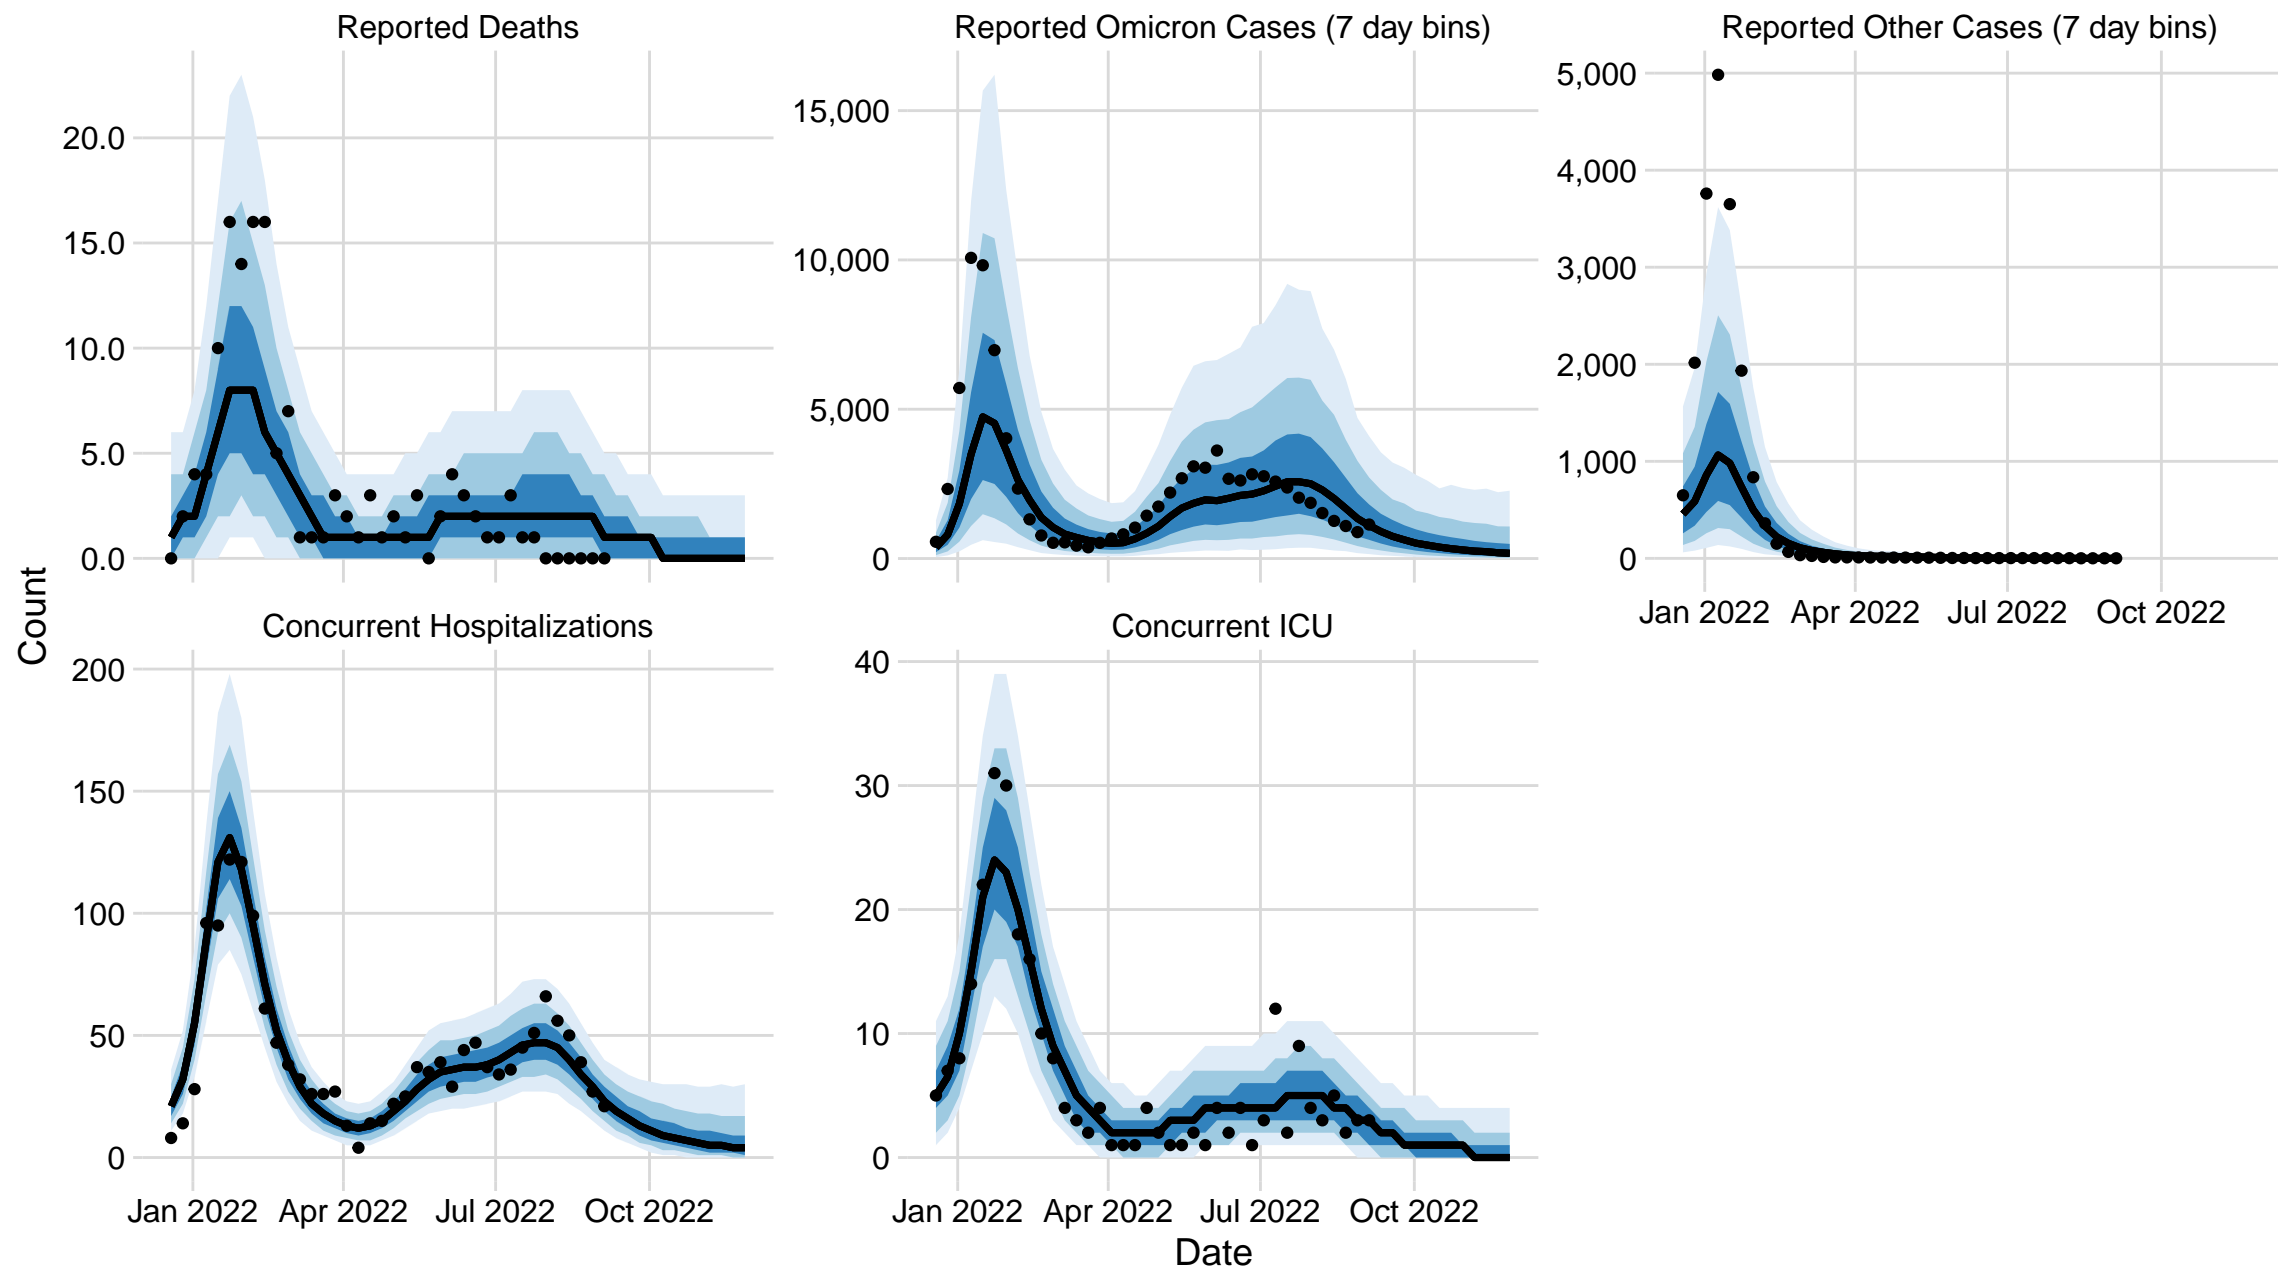 Reported Deaths
Reported Omicron Cases (7 day bins)
Reported Other Cases (7 day bins)
20.0
15.0
10.0
5.0
0.0
15,000
10,000
5,000
0
5,000
4,000
3,000
2,000
1,000
0
Jan 2022 Apr 2022 Jul 2022 Oct 2022
Count
Concurrent Hospitalizations
Concurrent ICU
200
150
100
50
0
40
30
20
10
0
Jan 2022 Apr 2022 Jul 2022 Oct 2022
Jan 2022 Apr 2022 Jul 2022 Oct 2022
Date